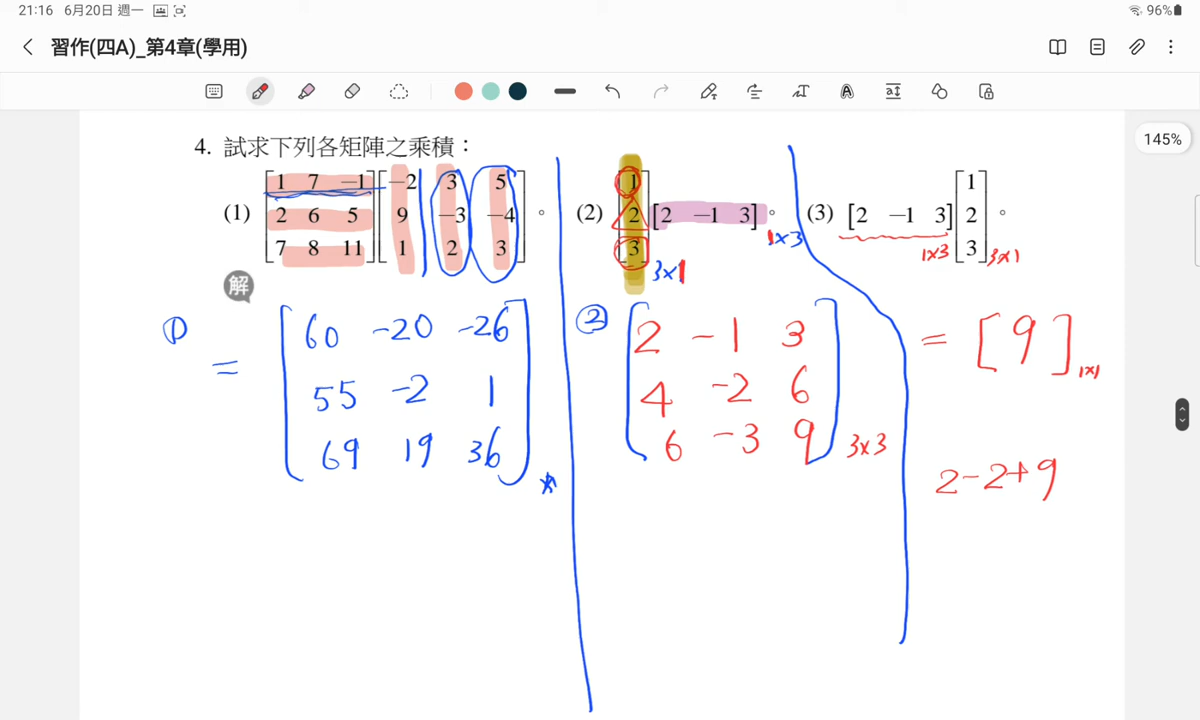 21:16 6月20日 週一 96%
習作(四A)_第4章(學用)
145%
4. 試求下列各矩陣之乘積：
(1) [1 7 −1] [−2 3 5]
[2 6 5] [9 −3 −4] 。
[7 8 11] [1 2 3]
(2) [1]
[2] [2 −1 3] 。
[3]
3×1 1×3
(3) [2 −1 3] [1]
[2] 。
[3]
1×3 3×1
解
①
= [60 −20 −26]
[55 −2 1]
[69 19 36] *
② [2 −1 3]
[4 −2 6]
[6 −3 9] 3×3
= [9] 1×1
2−2+9